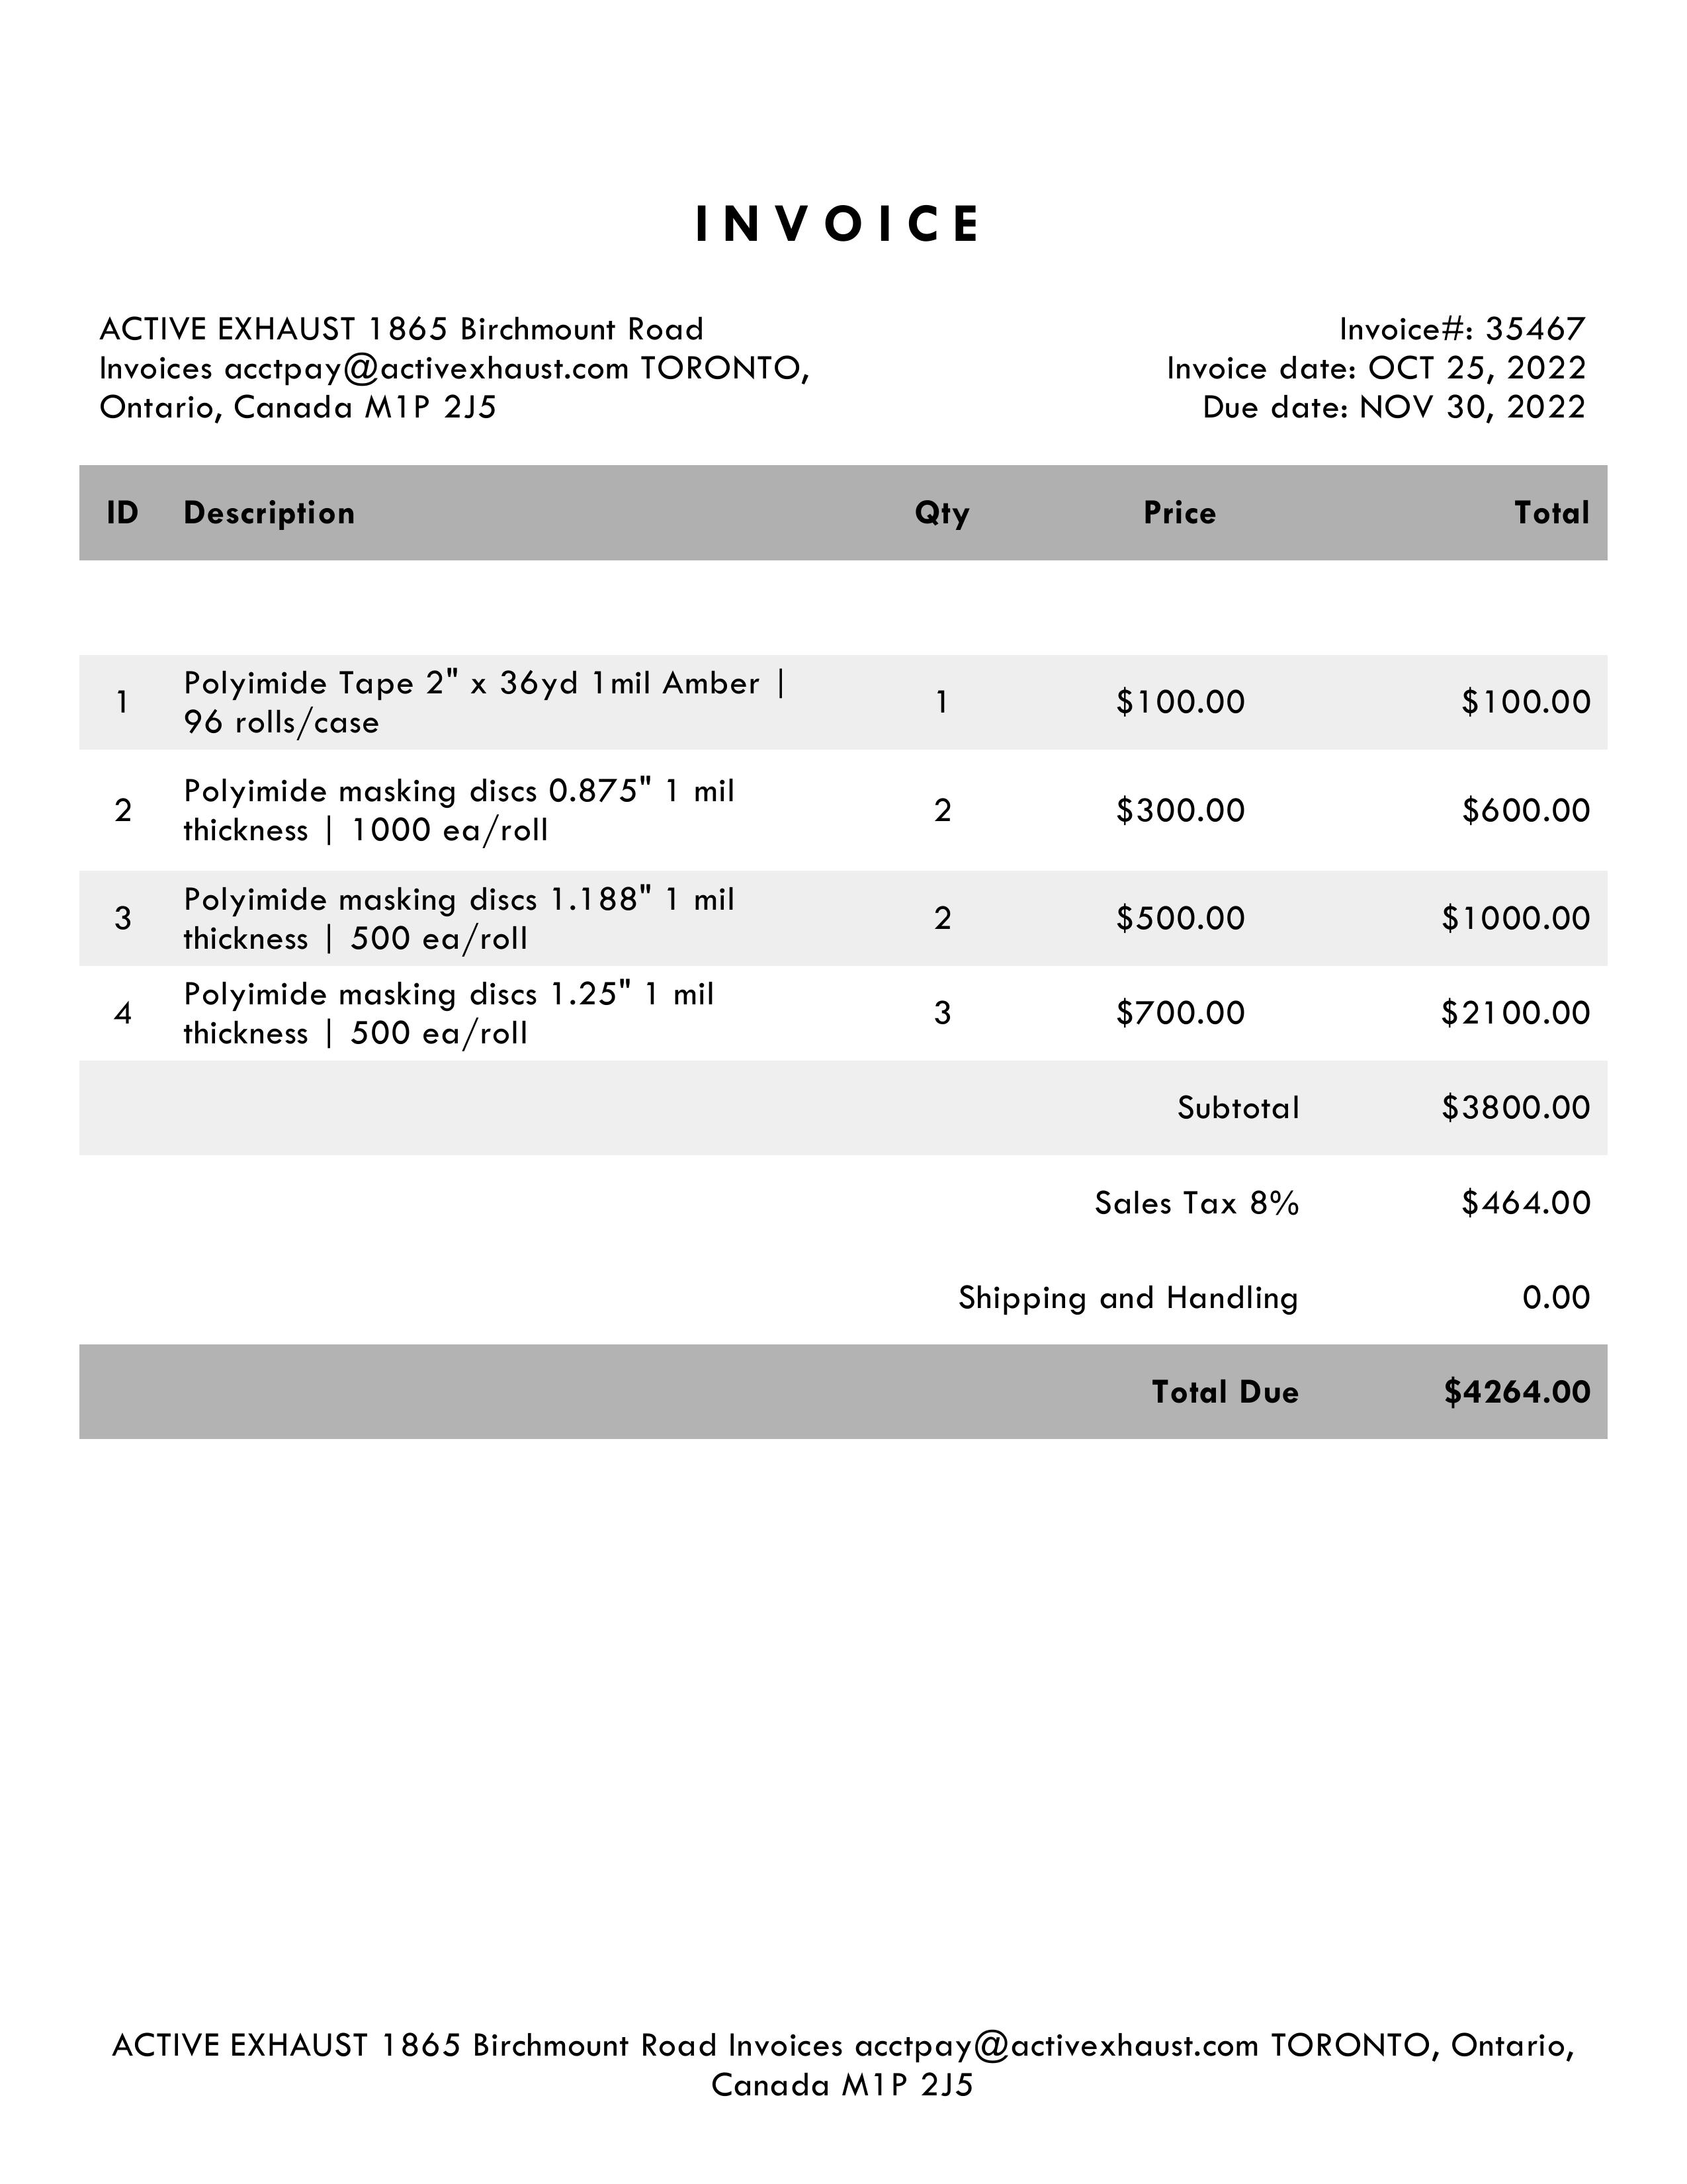 INVOICE
ACTIVE EXHAUST 1865 Birchmount Road
Invoices acctpay@activexhaust.com TORONTO,
Ontario, Canada M1P 2J5
Invoice#: 35467
Invoice date: OCT 25, 2022
Due date: NOV 30, 2022
ID Description Qty Price Total
1 Polyimide Tape 2" x 36yd 1mil Amber |
96 rolls/case 1 $100.00 $100.00
2 Polyimide masking discs 0.875" 1 mil
thickness | 1000 ea/roll 2 $300.00 $600.00
3 Polyimide masking discs 1.188" 1 mil
thickness | 500 ea/roll 2 $500.00 $1000.00
4 Polyimide masking discs 1.25" 1 mil
thickness | 500 ea/roll 3 $700.00 $2100.00
Subtotal $3800.00
Sales Tax 8% $464.00
Shipping and Handling 0.00
Total Due $4264.00
ACTIVE EXHAUST 1865 Birchmount Road Invoices acctpay@activexhaust.com TORONTO, Ontario,
Canada M1P 2J5